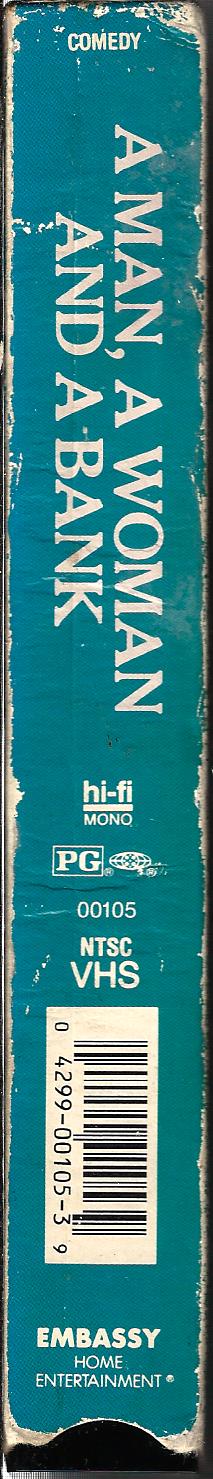 COMEDY
A MAN, A WOMAN
AND A BANK
hi-fi
MONO
PG®
00105
NTSC
VHS
0 4299-00105-3 9
EMBASSY
HOME
ENTERTAINMENT®